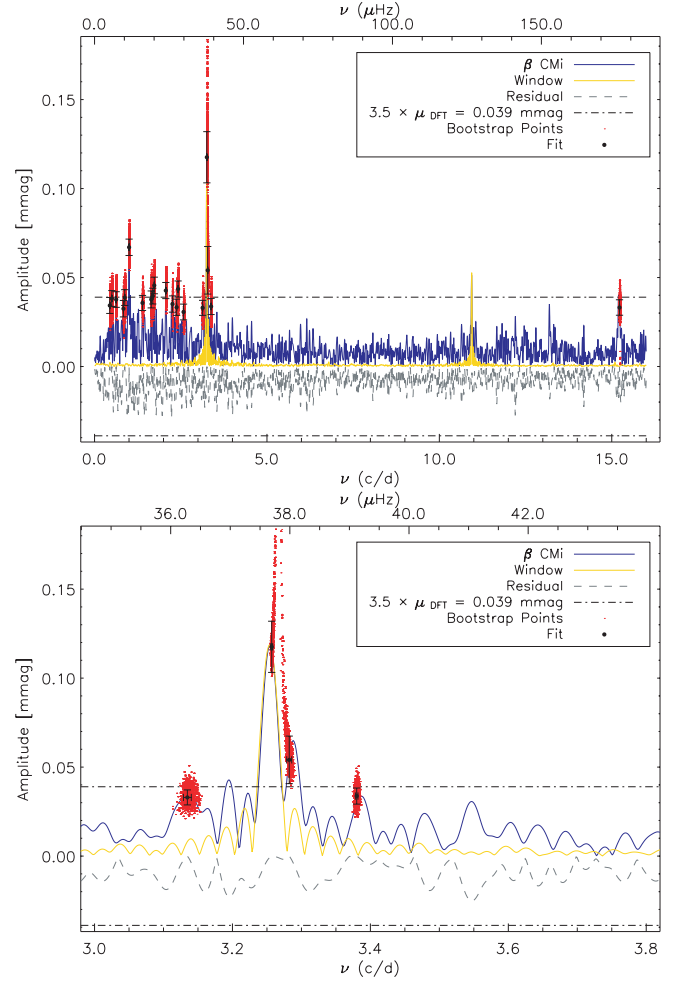 ν (μHz)
0.0 50.0 100.0 150.0
β CMi
Window
Residual
3.5 × μ DFT = 0.039 mmag
Bootstrap Points
Fit
Amplitude [mmag]
0.15
0.10
0.05
0.00
0.0 5.0 10.0 15.0
ν (c/d)
ν (μHz)
36.0 38.0 40.0 42.0
β CMi
Window
Residual
3.5 × μ DFT = 0.039 mmag
Bootstrap Points
Fit
Amplitude [mmag]
0.15
0.10
0.05
0.00
3.0 3.2 3.4 3.6 3.8
ν (c/d)